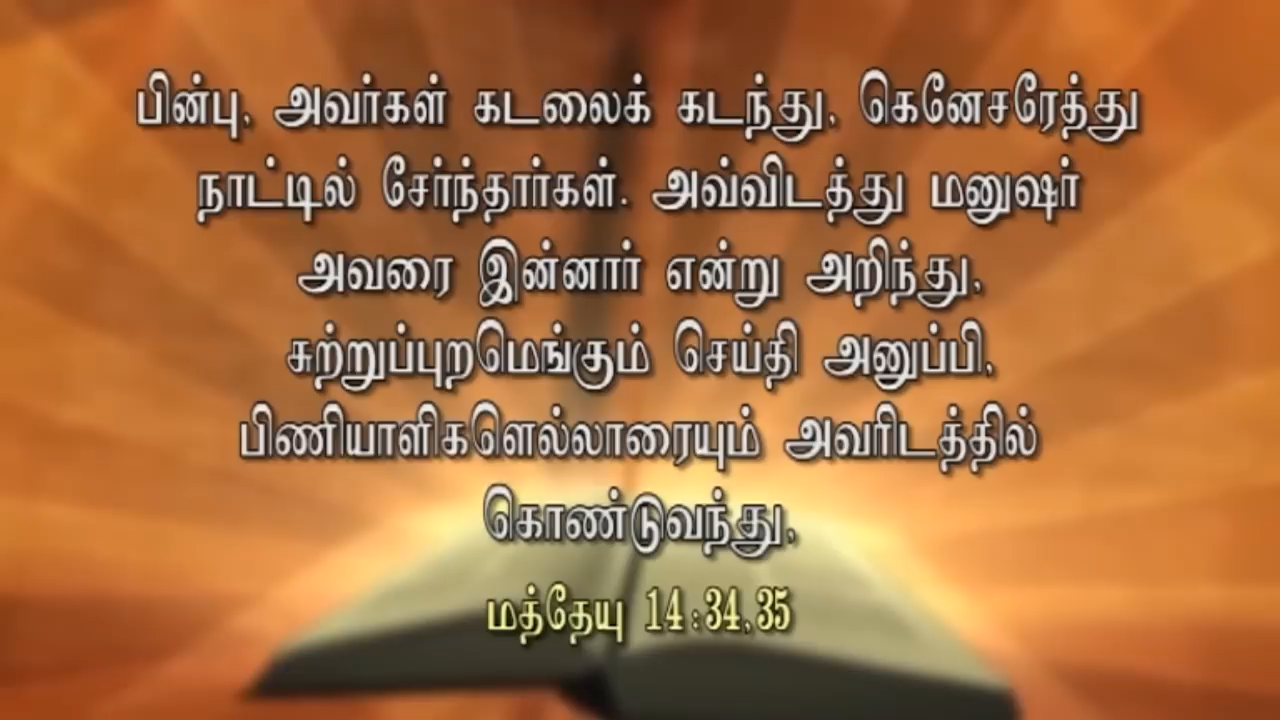 பின்பு, அவர்கள் கடலைக் கடந்து, கெனேசரேத்து
நாட்டில் சேர்ந்தார்கள். அவ்விடத்து மனுஷர்
அவரை இன்னார் என்று அறிந்து,
சுற்றுப்புறமெங்கும் செய்தி அனுப்பி,
பிணியாளிகளெல்லாரையும் அவரிடத்தில்
கொண்டுவந்து,
மத்தேயு 14:34,35